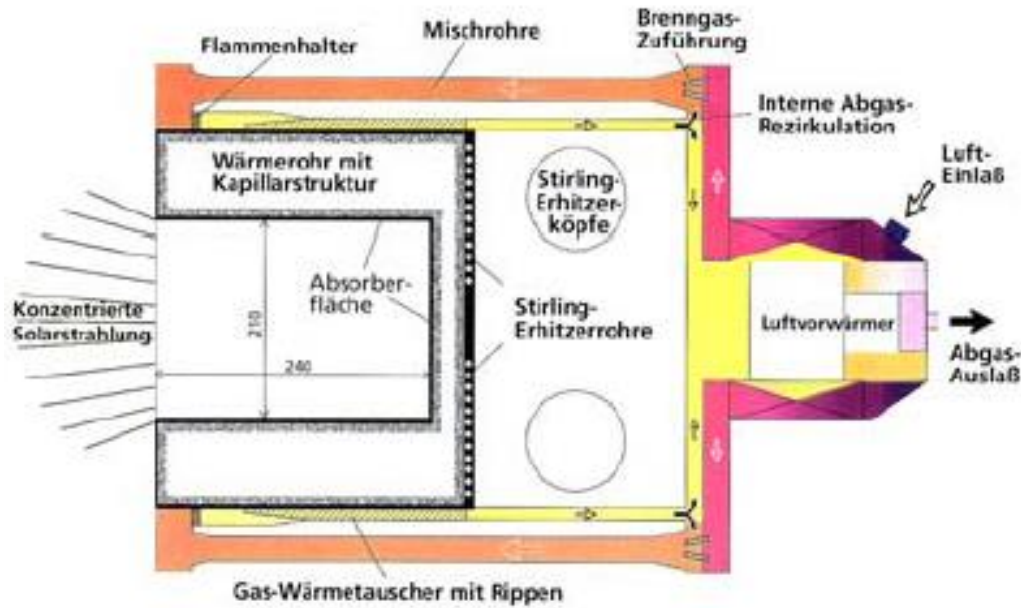 Flammenhalter
Mischrohre
Brenngas-
Zuführung
Interne Abgas-
Rezirkulation
Luft-
Einlaß
Wärmerohr mit
Kapillarstruktur
Stirling-
Erhitzer-
köpfe
Absorber-
fläche
Konzentrierte
Solarstrahlung
210
240
Stirling-
Erhitzerrohre
Luftvorwärmer
Abgas-
Auslaß
Gas-Wärmetauscher mit Rippen